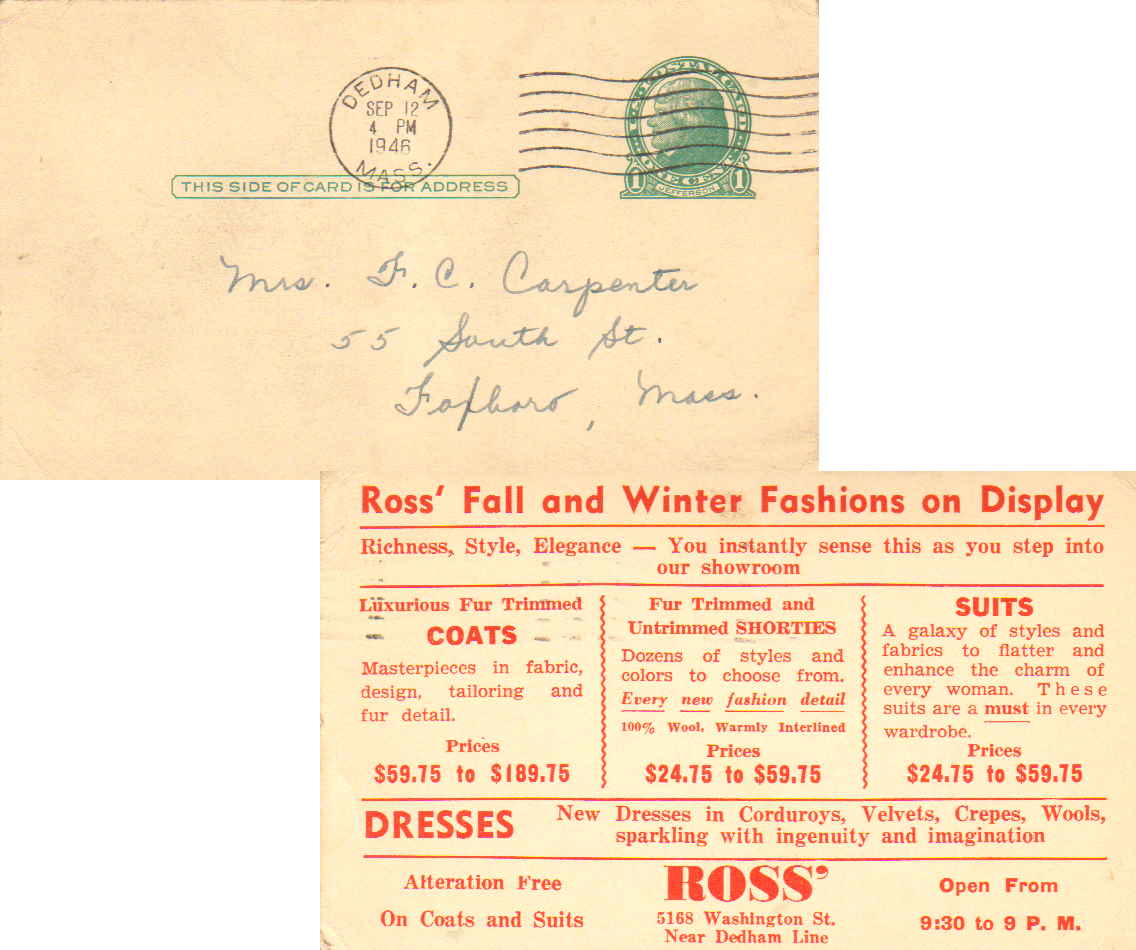 DEDHAM
SEP 12
4 PM
1946
MASS.
U.S. POSTAL CARD
ONE CENT
1 JEFFERSON 1
THIS SIDE OF CARD IS FOR ADDRESS
Mrs. F. C. Carpenter
55 South St.
Foxboro, Mass.
Ross' Fall and Winter Fashions on Display
Richness, Style, Elegance — You instantly sense this as you step into
our showroom
Luxurious Fur Trimmed
COATS
Masterpieces in fabric,
design, tailoring and
fur detail.
Prices
$59.75 to $189.75
Fur Trimmed and
Untrimmed SHORTIES
Dozens of styles and
colors to choose from.
Every new fashion detail
100% Wool, Warmly Interlined
Prices
$24.75 to $59.75
SUITS
A galaxy of styles and
fabrics to flatter and
enhance the charm of
every woman. These
suits are a must in every
wardrobe.
Prices
$24.75 to $59.75
DRESSES
New Dresses in Corduroys, Velvets, Crepes, Wools,
sparkling with ingenuity and imagination
Alteration Free
On Coats and Suits
ROSS'
5168 Washington St.
Near Dedham Line
Open From
9:30 to 9 P. M.